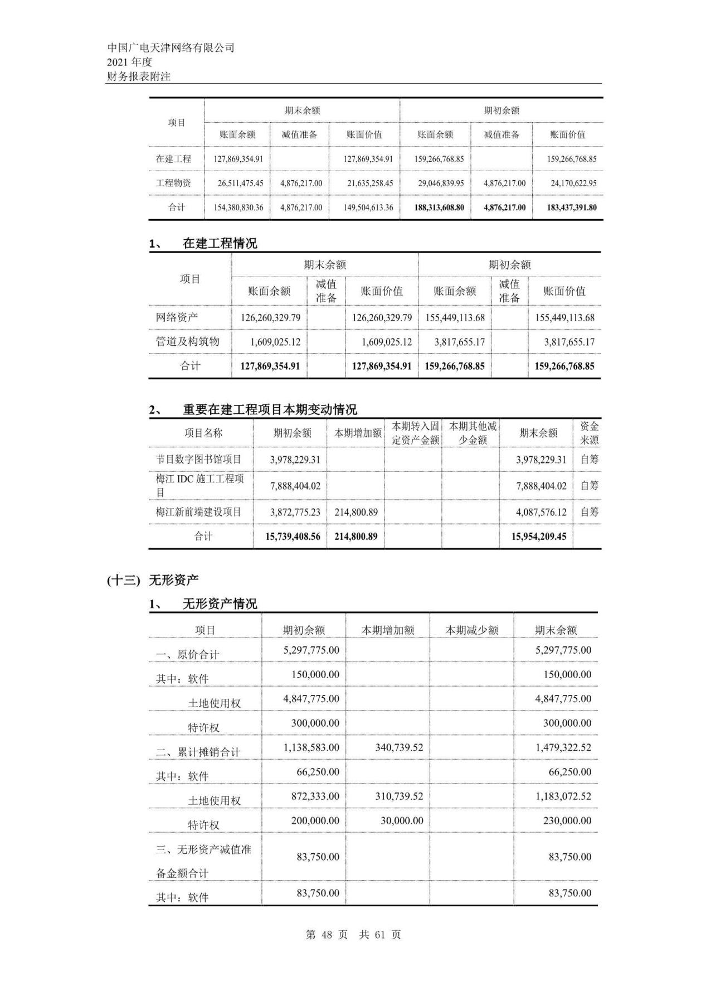 中国广电天津网络有限公司
2021 年度
财务报表附注
项目 期末余额 期初余额
账面余额 减值准备 账面价值 账面余额 减值准备 账面价值
在建工程 127,869,354.91 127,869,354.91 159,266,768.85 159,266,768.85
工程物资 26,511,475.45 4,876,217.00 21,635,258.45 29,046,839.95 4,876,217.00 24,170,622.95
合计 154,380,830.36 4,876,217.00 149,504,613.36 188,313,608.80 4,876,217.00 183,437,391.80
1、 在建工程情况
项目 期末余额 期初余额
账面余额 减值准备 账面价值 账面余额 减值准备 账面价值
网络资产 126,260,329.79 126,260,329.79 155,449,113.68 155,449,113.68
管道及构筑物 1,609,025.12 1,609,025.12 3,817,655.17 3,817,655.17
合计 127,869,354.91 127,869,354.91 159,266,768.85 159,266,768.85
2、 重要在建工程项目本期变动情况
项目名称 期初余额 本期增加额 本期转入固定资产金额 本期其他减少金额 期末余额 资金来源
节目数字图书馆项目 3,978,229.31 3,978,229.31 自筹
梅江 IDC 施工工程项目 7,888,404.02 7,888,404.02 自筹
梅江新前端建设项目 3,872,775.23 214,800.89 4,087,576.12 自筹
合计 15,739,408.56 214,800.89 15,954,209.45
(十三) 无形资产
1、 无形资产情况
项目 期初余额 本期增加额 本期减少额 期末余额
一、原价合计 5,297,775.00 5,297,775.00
其中：软件 150,000.00 150,000.00
土地使用权 4,847,775.00 4,847,775.00
特许权 300,000.00 300,000.00
二、累计摊销合计 1,138,583.00 340,739.52 1,479,322.52
其中：软件 66,250.00 66,250.00
土地使用权 872,333.00 310,739.52 1,183,072.52
特许权 200,000.00 30,000.00 230,000.00
三、无形资产减值准备金额合计 83,750.00 83,750.00
其中：软件 83,750.00 83,750.00
第 48 页 共 61 页